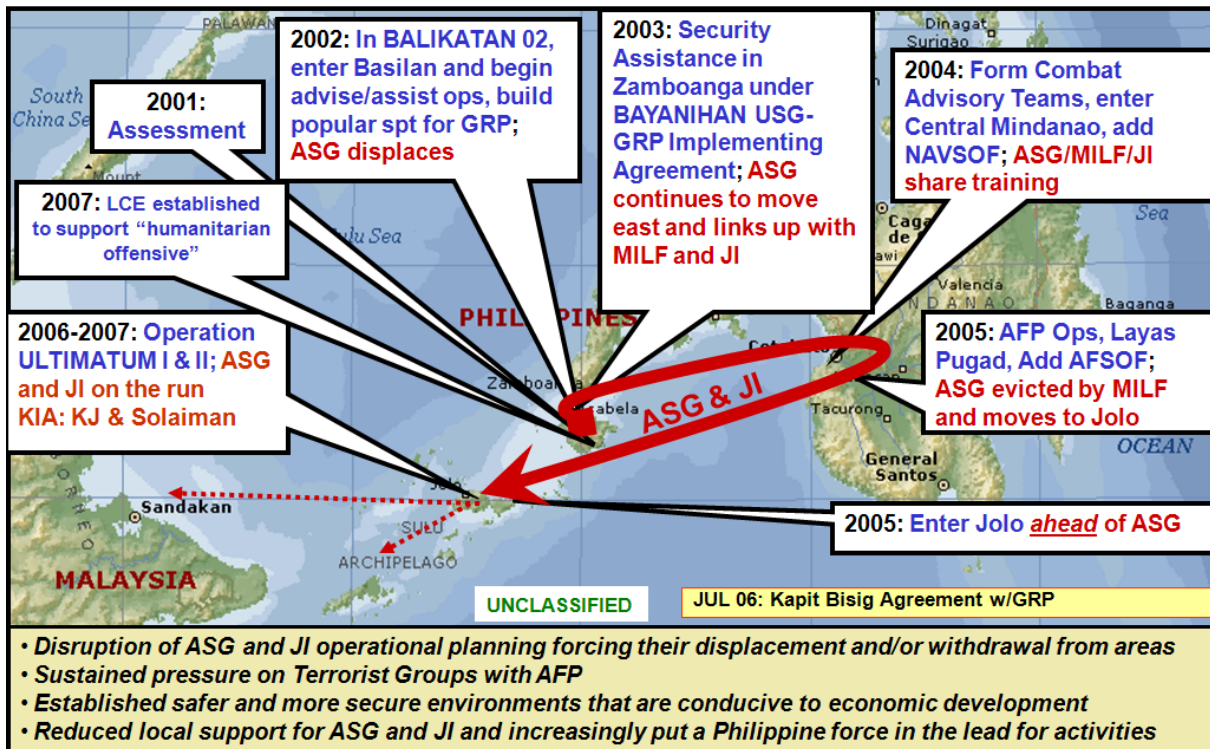 PALAWAN
Dinagat
Surigao
South
China Sea
Mount
2001:
Assessment
2002: In BALIKATAN 02,
enter Basilan and begin
advise/assist ops, build
popular spt for GRP;
ASG displaces
2003: Security
Assistance in
Zamboanga under
BAYANIHAN USG-
GRP Implementing
Agreement; ASG
continues to move
east and links up with
MILF and JI
2004: Form Combat
Advisory Teams, enter
Central Mindanao, add
NAVSOF; ASG/MILF/JI
share training
Sea
2007: LCE established
to support “humanitarian
offensive”
Sulu Sea
Caga
de
Valencia
NDANAO
Baganga
PHILIPPINES
2006-2007: Operation
ULTIMATUM I & II; ASG
and JI on the run
KIA: KJ & Solaiman
Zamboanga
Isabela
ASG & JI
Cotabato
2005: AFP Ops, Layas
Pugad, Add AFSOF;
ASG evicted by MILF
and moves to Jolo
Tacurong
OCEAN
General
Santos
Jolo
Sandakan
SULU
ARCHIPELAGO
BORNEO
MALAYSIA
2005: Enter Jolo ahead of ASG
UNCLASSIFIED
JUL 06: Kapit Bisig Agreement w/GRP
• Disruption of ASG and JI operational planning forcing their displacement and/or withdrawal from areas
• Sustained pressure on Terrorist Groups with AFP
• Established safer and more secure environments that are conducive to economic development
• Reduced local support for ASG and JI and increasingly put a Philippine force in the lead for activities